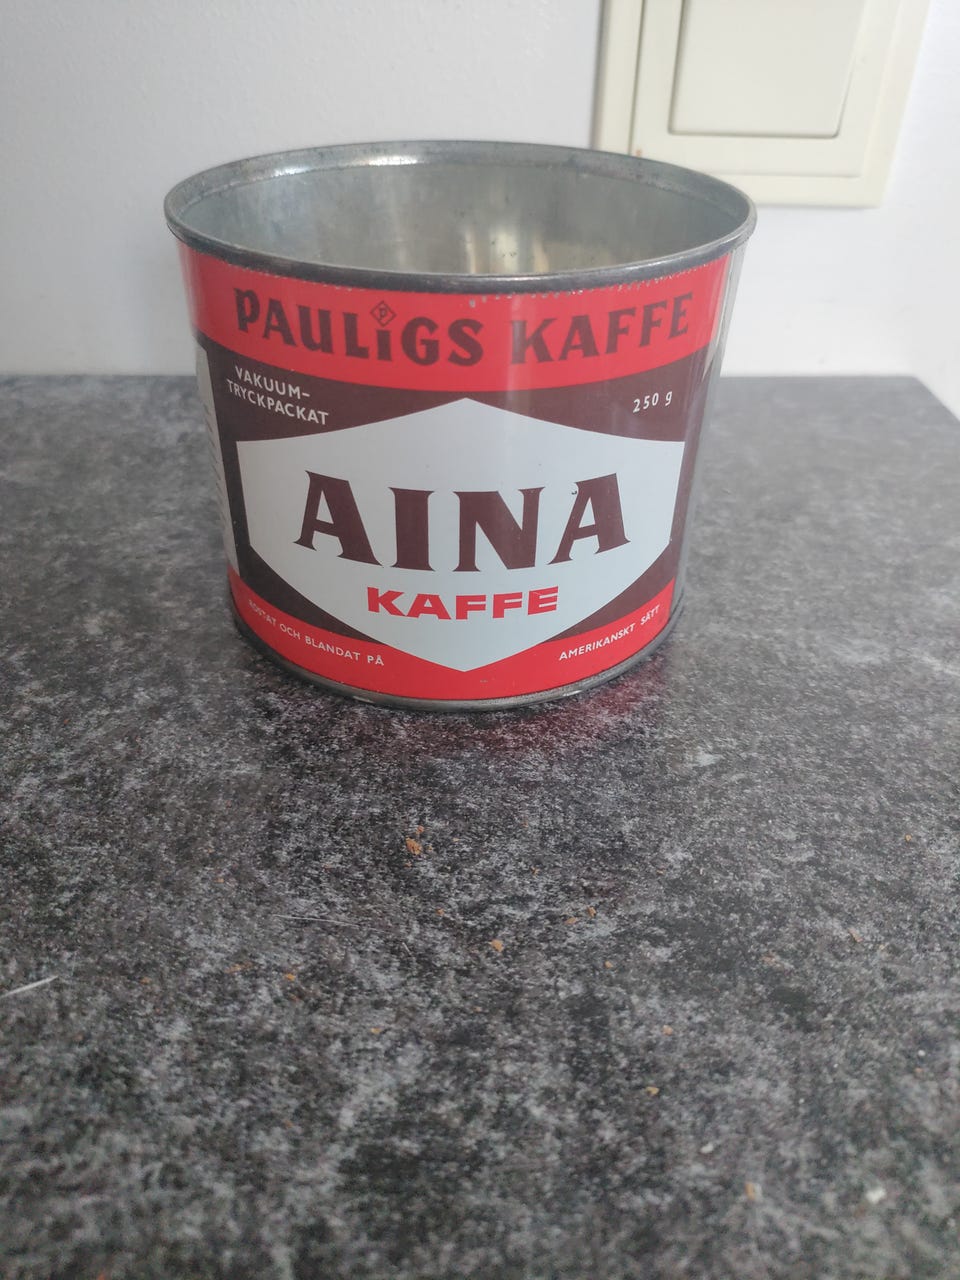 PAULiGS KAFFE
P
VAKUUM-
TRYCKPACKAT
250 g
AINA
KAFFE
ROSTAT OCH BLANDAT PÅ
AMERIKANSKT SÄTT